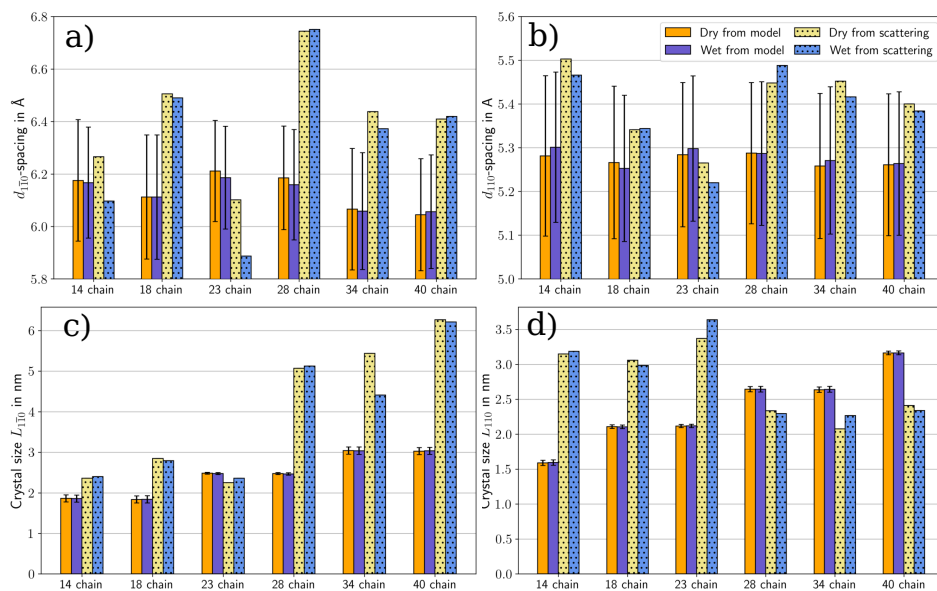 a)
6.8
6.6
6.4
6.2
6.0
5.8
d₁₁̄₀-spacing in Å
14 chain 18 chain 23 chain 28 chain 34 chain 40 chain
b)
Dry from model Dry from scattering
Wet from model Wet from scattering
5.6
5.5
5.4
5.3
5.2
5.1
5.0
d₁₁₀-spacing in Å
14 chain 18 chain 23 chain 28 chain 34 chain 40 chain
c)
6
5
4
3
2
1
0
Crystal size L₁₁̄₀ in nm
14 chain 18 chain 23 chain 28 chain 34 chain 40 chain
d)
3.5
3.0
2.5
2.0
1.5
1.0
0.5
0.0
Crystal size L₁₁₀ in nm
14 chain 18 chain 23 chain 28 chain 34 chain 40 chain